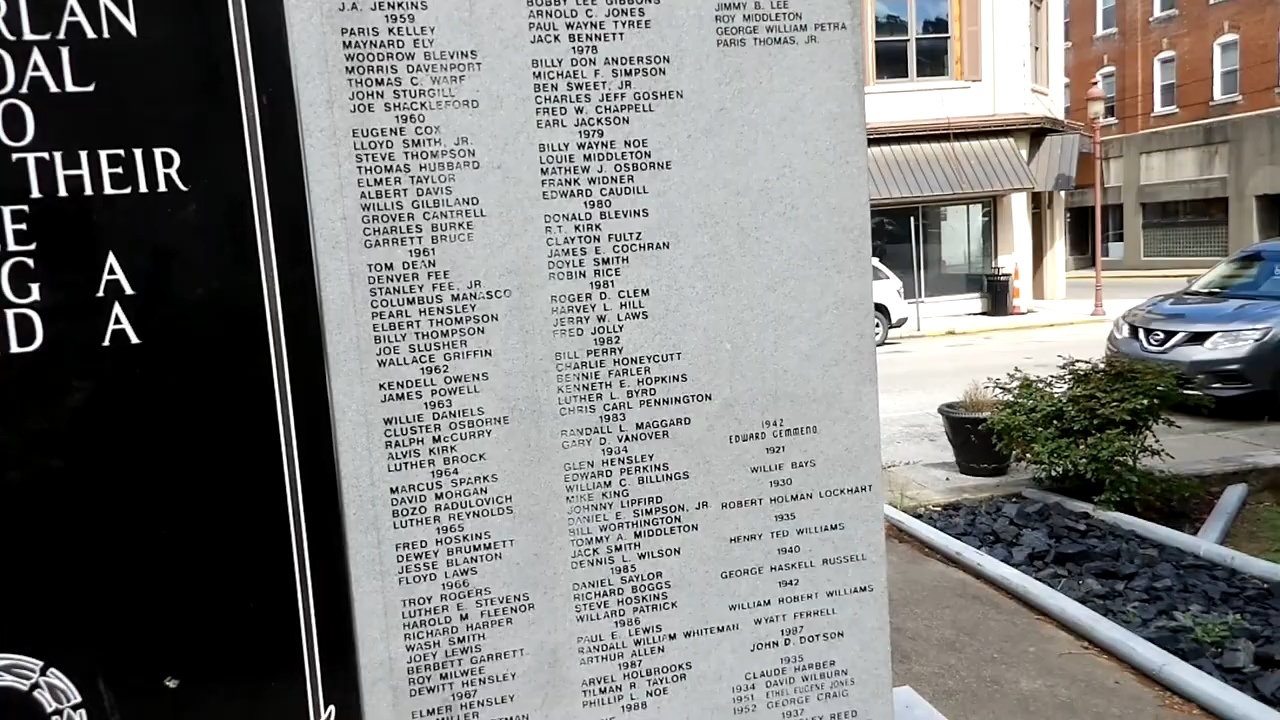 RLAN
OAL
O
THEIR
E
G A
D A
J.A. JENKINS
1959
PARIS KELLEY
MAYNARD ELY
WOODROW BLEVINS
MORRIS DAVENPORT
THOMAS C. WARF
JOHN STURGILL
JOE SHACKLEFORD
1960
EUGENE COX
LLOYD SMITH, JR.
STEVE THOMPSON
THOMAS HUBBARD
ELMER TAYLOR
ALBERT DAVIS
WILLIS GILBILAND
GROVER CANTRELL
CHARLES BURKE
GARRETT BRUCE
1961
TOM DEAN
DENVER FEE
STANLEY FEE, JR.
COLUMBUS MANASCO
PEARL HENSLEY
ELBERT THOMPSON
BILLY THOMPSON
JOE SLUSHER
WALLACE GRIFFIN
1962
KENDELL OWENS
JAMES POWELL
1963
WILLIE DANIELS
CLUSTER OSBORNE
RALPH McCURRY
ALVIS KIRK
LUTHER BROCK
1964
MARCUS SPARKS
DAVID MORGAN
BOZO RADULOVICH
LUTHER REYNOLDS
1965
FRED HOSKINS
DEWEY BRUMMETT
JESSE BLANTON
FLOYD LAWS
1966
TROY ROGERS
LUTHER E. STEVENS
HAROLD M. FLEENOR
RICHARD HARPER
WASH SMITH
JOEY LEWIS
BERBETT GARRETT
ROY MILWEE
DEWITT HENSLEY
1967
ELMER HENSLEY
MILLER
BOBBY LEE GIBBONS
ARNOLD C. JONES
PAUL WAYNE TYREE
JACK BENNETT
1978
BILLY DON ANDERSON
MICHAEL F. SIMPSON
BEN SWEET, JR.
CHARLES JEFF GOSHEN
FRED W. CHAPPELL
EARL JACKSON
1979
BILLY WAYNE NOE
LOUIE MIDDLETON
MATHEW J. OSBORNE
FRANK WIDNER
EDWARD CAUDILL
1980
DONALD BLEVINS
R.T. KIRK
CLAYTON FULTZ
JAMES E. COCHRAN
DOYLE SMITH
ROBIN RICE
1981
ROGER D. CLEM
HARVEY L. HILL
JERRY W. LAWS
FRED JOLLY
1982
BILL PERRY
CHARLIE HONEYCUTT
BENNIE FARLER
KENNETH E. HOPKINS
LUTHER L. BYRD
CHRIS CARL PENNINGTON
1983
RANDALL L. MAGGARD
GARY D. VANOVER
1984
GLEN HENSLEY
EDWARD PERKINS
WILLIAM C. BILLINGS
MIKE KING
JOHNNY LIPFIRD
DANIEL E. SIMPSON, JR.
BILL WORTHINGTON
TOMMY A. MIDDLETON
JACK SMITH
DENNIS L. WILSON
1985
DANIEL SAYLOR
RICHARD BOGGS
STEVE HOSKINS
WILLARD PATRICK
1986
PAUL E. LEWIS
RANDALL WILLIAM WHITEMAN
ARTHUR ALLEN
1987
ARVEL HOLBROOKS
TILMAN R. TAYLOR
PHILLIP L. NOE
1988
JIMMY B. LEE
ROY MIDDLETON
GEORGE WILLIAM PETRA
PARIS THOMAS, JR.
1942
EDWARD GEMMENO
1921
WILLIE BAYS
1930
ROBERT HOLMAN LOCKHART
1935
HENRY TED WILLIAMS
1940
GEORGE HASKELL RUSSELL
1942
WILLIAM ROBERT WILLIAMS
WYATT FERRELL
1987
JOHN D. DOTSON
1935
CLAUDE HARBER
1934 DAVID WILBURN
1951 ETHEL EUGENE JONES
1952 GEORGE CRAIG
1937
REED